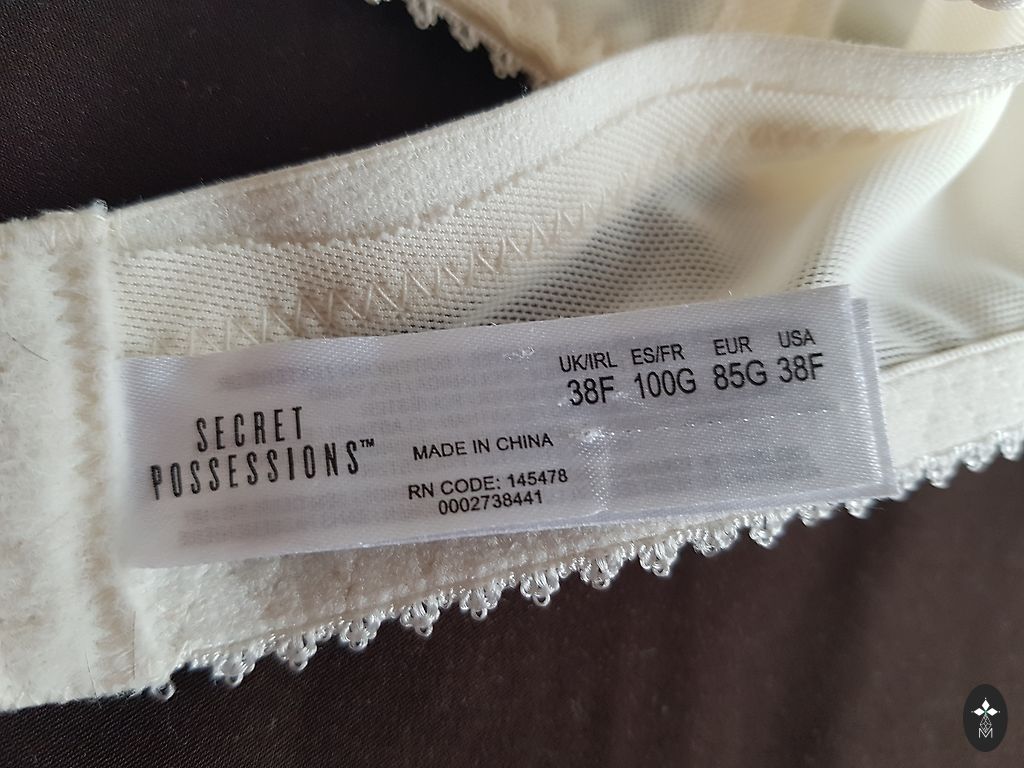 UK/IRL ES/FR EUR USA
38F 100G 85G 38F
SECRET
POSSESSIONS™
MADE IN CHINA
RN CODE: 145478
0002738441
M